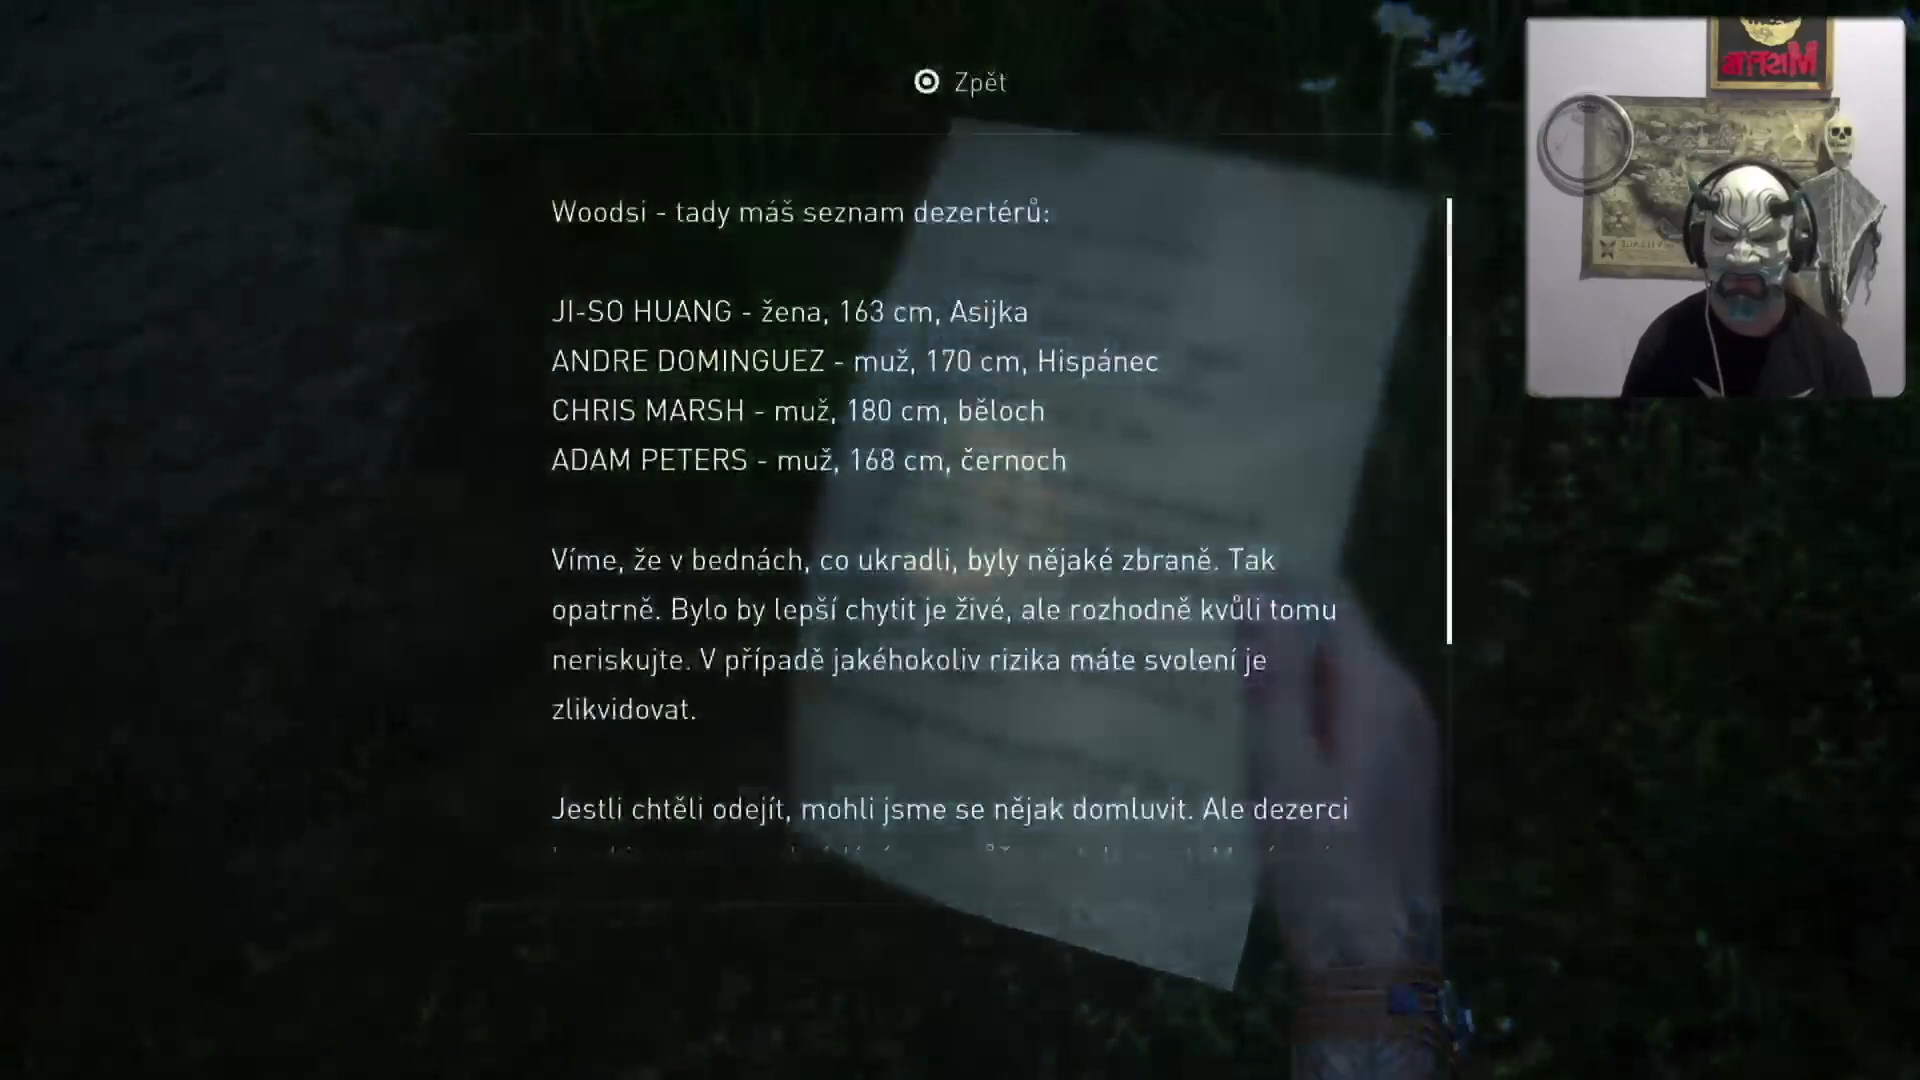 Zpět
Woodsi - tady máš seznam dezertérů:
JI-SO HUANG - žena, 163 cm, Asijka
ANDRE DOMINGUEZ - muž, 170 cm, Hispánec
CHRIS MARSH - muž, 180 cm, běloch
ADAM PETERS - muž, 168 cm, černoch
Víme, že v bednách, co ukradli, byly nějaké zbraně. Tak
opatrně. Bylo by lepší chytit je živé, ale rozhodně kvůli tomu
neriskujte. V případě jakéhokoliv rizika máte svolení je
zlikvidovat.
Jestli chtěli odejít, mohli jsme se nějak domluvit. Ale dezerci
Misfits
VILLAGE